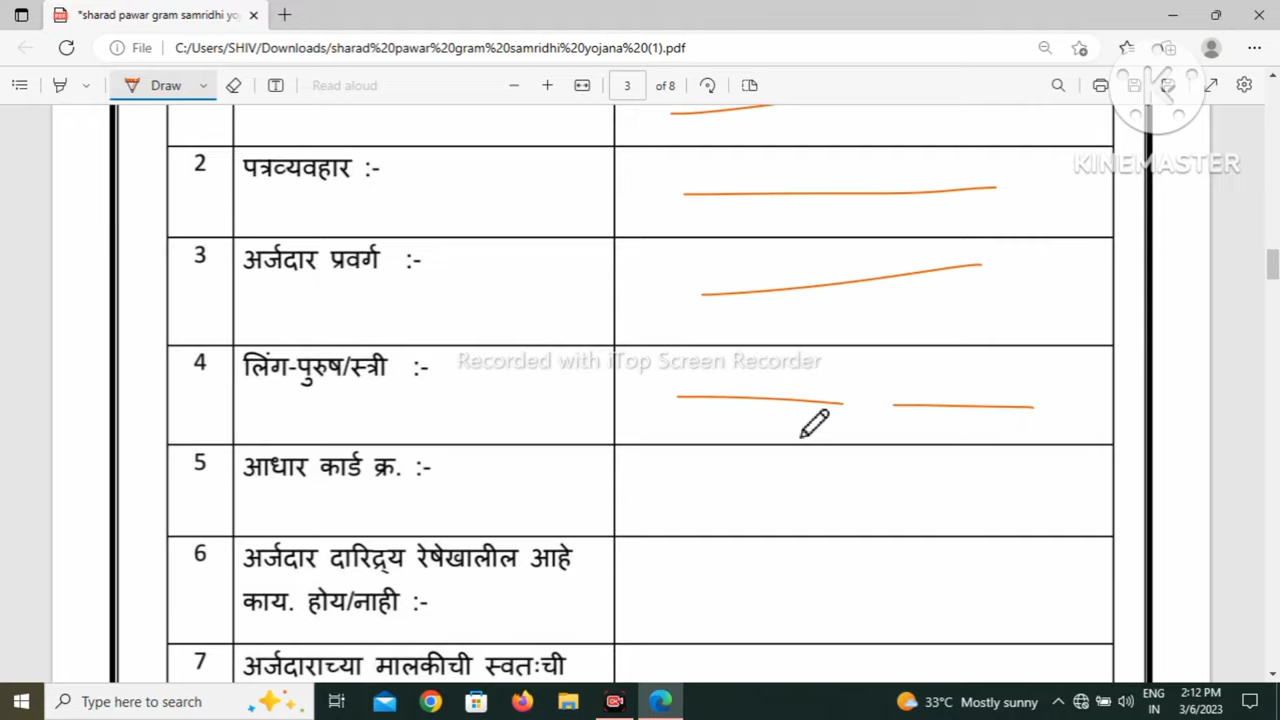 *sharad pawar gram samridhi yoj
File
C:/Users/SHIV/Downloads/sharad%20pawar%20gram%20samridhi%20yojana%20(1).pdf
Draw
Read aloud
3 of 8
KINEMASTER
2 पत्रव्यवहार :-
3 अर्जदार प्रवर्ग :-
4 लिंग-पुरुष/स्त्री :-
Recorded with iTop Screen Recorder
5 आधार कार्ड क्र. :-
6 अर्जदार दारिद्र्य रेषेखालील आहे
काय. होय/नाही :-
7 अर्जदाराच्या मालकीची स्वतःची
Type here to search
33°C Mostly sunny
ENG
IN
2:12 PM
3/6/2023